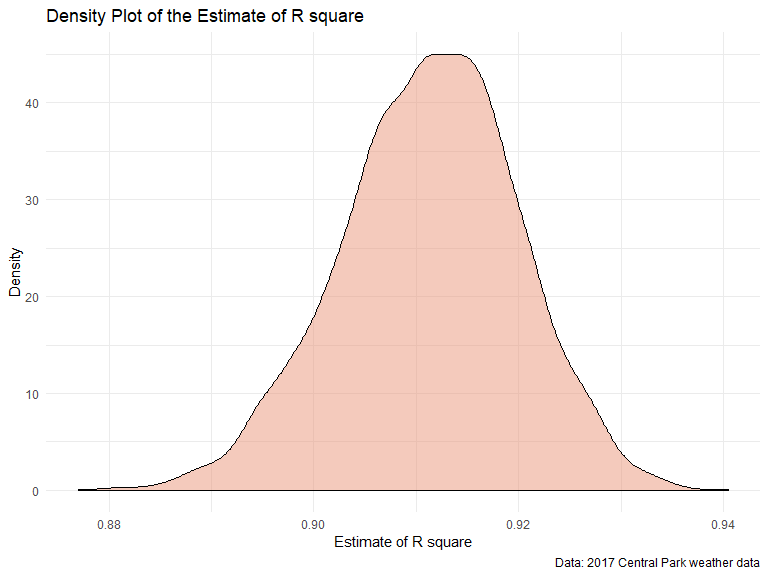 Density Plot of the Estimate of R square
Density
40
30
20
10
0
0.88 0.90 0.92 0.94
Estimate of R square
Data: 2017 Central Park weather data